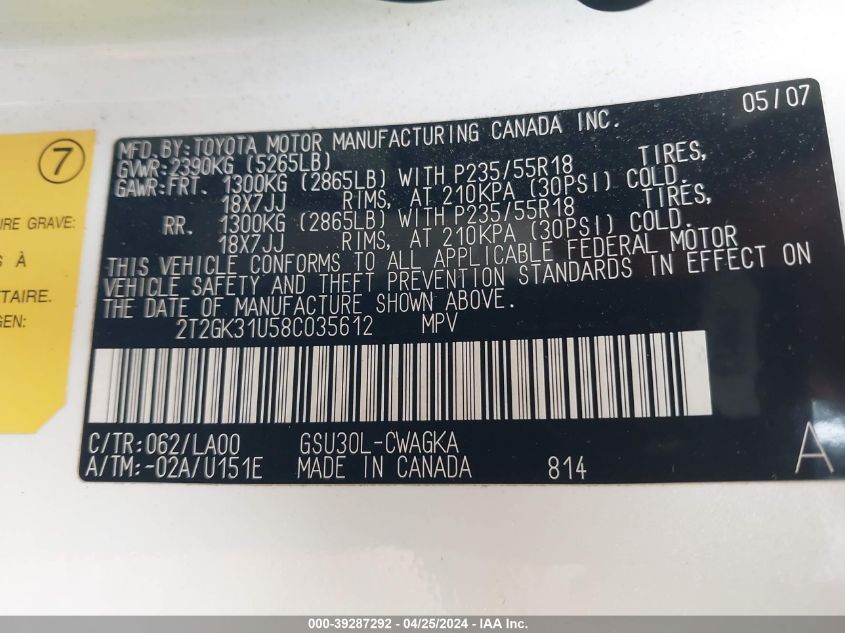 7
URE GRAVE:
S À
TAIRE.
GEN:
05/07
MFD. BY: TOYOTA MOTOR MANUFACTURING CANADA INC.
GVWR: 2390KG (5265LB)
GAWR: FRT. 1300KG (2865LB) WITH P235/55R18 TIRES,
18X7JJ RIMS, AT 210KPA (30PSI) COLD.
RR. 1300KG (2865LB) WITH P235/55R18 TIRES,
18X7JJ RIMS, AT 210KPA (30PSI) COLD.
THIS VEHICLE CONFORMS TO ALL APPLICABLE FEDERAL MOTOR
VEHICLE SAFETY AND THEFT PREVENTION STANDARDS IN EFFECT ON
THE DATE OF MANUFACTURE SHOWN ABOVE.
2T2GK31U58C035612 MPV
C/TR: 062/LA00 GSU30L-CWAGKA
A/TM: -02A/U151E MADE IN CANADA 814 A
000-39287292 - 04/25/2024 - IAA Inc.